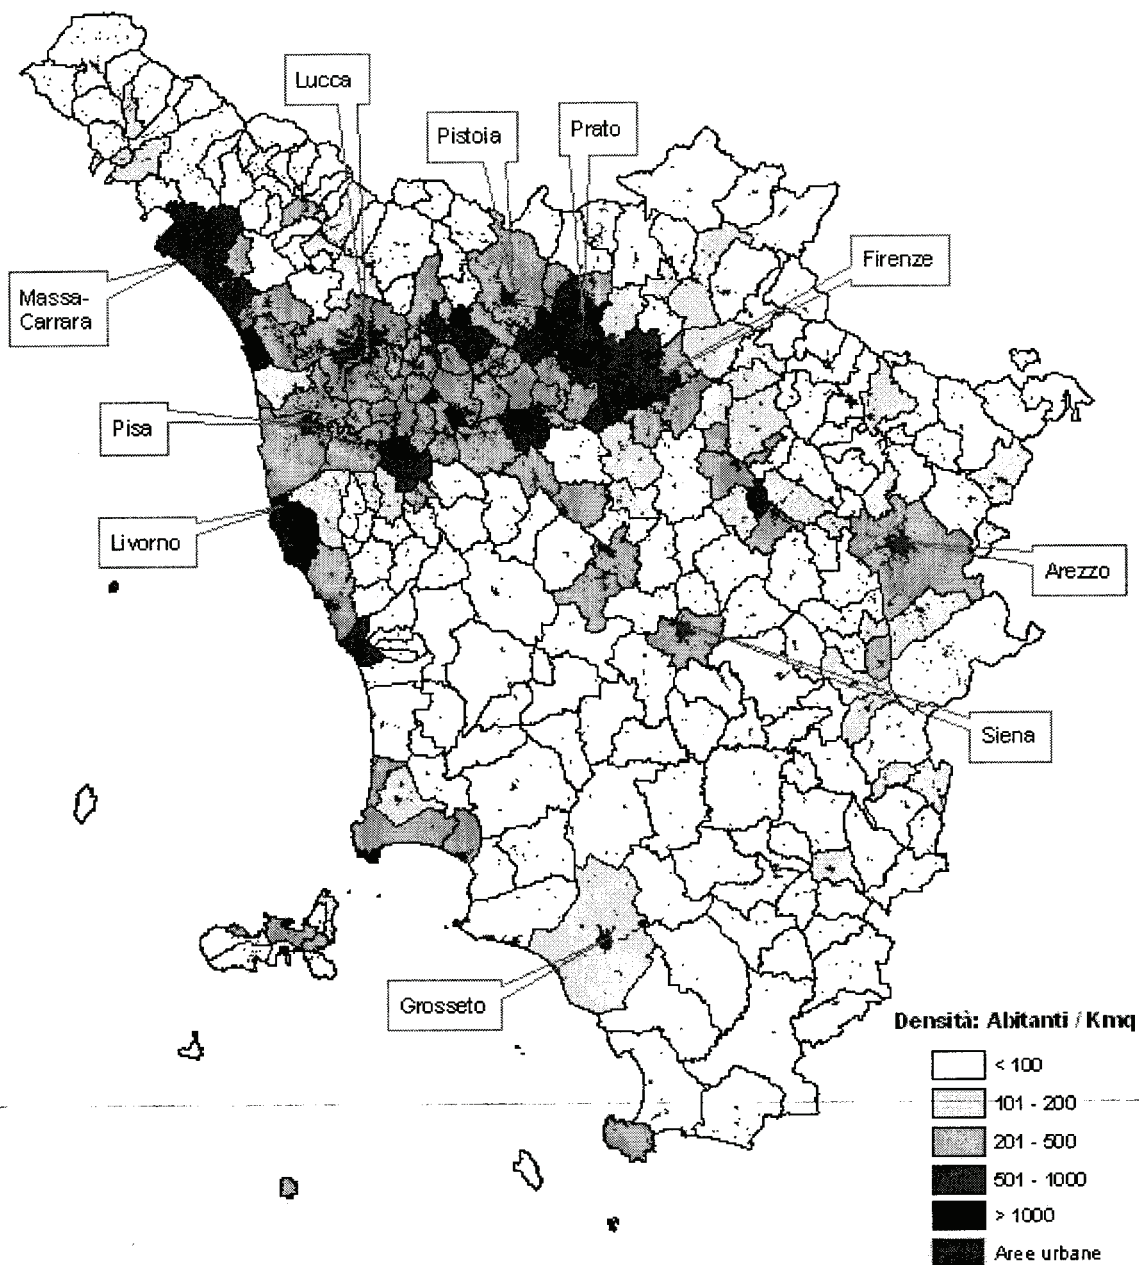 Lucca
Pistoia
Prato
Firenze
Massa-
Carrara
Pisa
Livorno
Arezzo
Siena
Grosseto
Densità: Abitanti / Kmq
< 100
101 - 200
201 - 500
501 - 1000
> 1000
Aree urbane